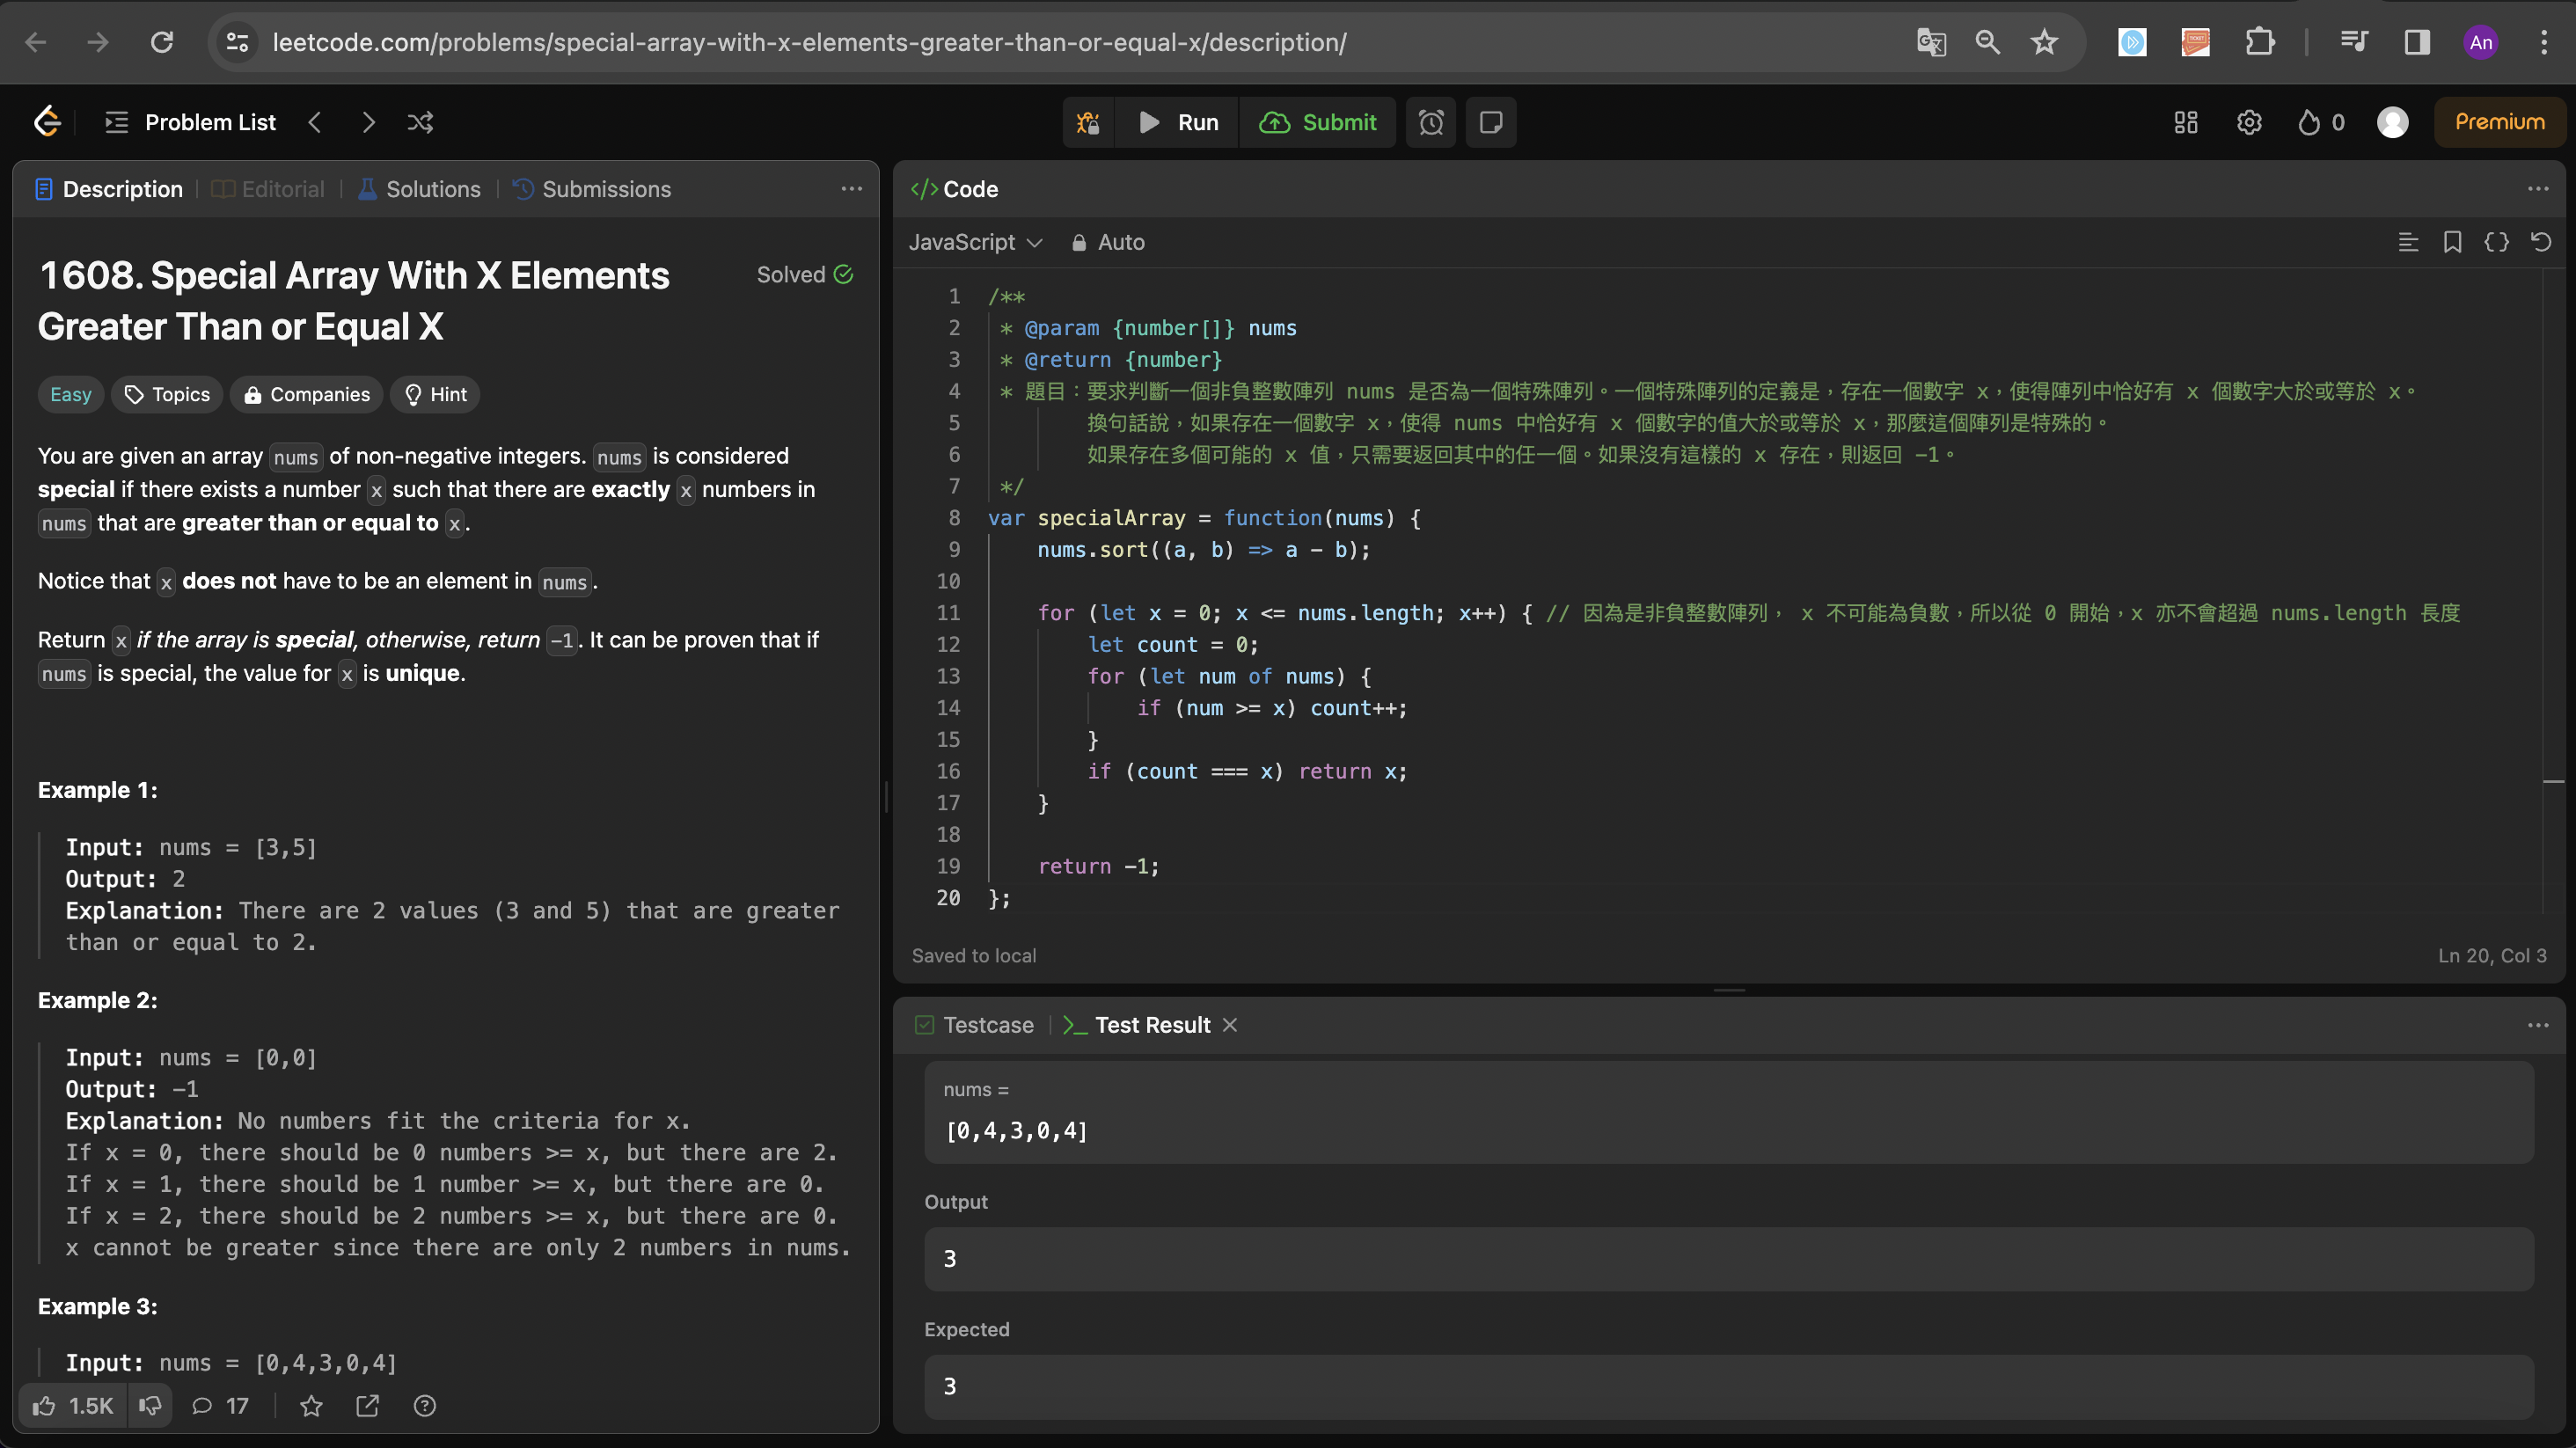 leetcode.com/problems/special-array-with-x-elements-greater-than-or-equal-x/description/
An
Problem List
Run
Submit
0
Premium
Description
Editorial
Solutions
Submissions
1608. Special Array With X Elements
Greater Than or Equal X
Solved
Easy
Topics
Companies
Hint
You are given an array nums of non-negative integers. nums is considered
special if there exists a number x such that there are exactly x numbers in
nums that are greater than or equal to x.
Notice that x does not have to be an element in nums.
Return x if the array is special, otherwise, return -1. It can be proven that if
nums is special, the value for x is unique.
Example 1:
Input: nums = [3,5]
Output: 2
Explanation: There are 2 values (3 and 5) that are greater
than or equal to 2.
Example 2:
Input: nums = [0,0]
Output: -1
Explanation: No numbers fit the criteria for x.
If x = 0, there should be 0 numbers >= x, but there are 2.
If x = 1, there should be 1 number >= x, but there are 0.
If x = 2, there should be 2 numbers >= x, but there are 0.
x cannot be greater since there are only 2 numbers in nums.
Example 3:
Input: nums = [0,4,3,0,4]
1.5K
17
</> Code
JavaScript
Auto
1 /**
2 * @param {number[]} nums
3 * @return {number}
4 * 題目：要求判斷一個非負整數陣列 nums 是否為一個特殊陣列。一個特殊陣列的定義是，存在一個數字 x，使得陣列中恰好有 x 個數字大於或等於 x。
5 換句話說，如果存在一個數字 x，使得 nums 中恰好有 x 個數字的值大於或等於 x，那麼這個陣列是特殊的。
6 如果存在多個可能的 x 值，只需要返回其中的任一個。如果沒有這樣的 x 存在，則返回 -1。
7 */
8 var specialArray = function(nums) {
9 nums.sort((a, b) => a - b);
10
11 for (let x = 0; x <= nums.length; x++) { // 因為是非負整數陣列， x 不可能為負數，所以從 0 開始，x 亦不會超過 nums.length 長度
12 let count = 0;
13 for (let num of nums) {
14 if (num >= x) count++;
15 }
16 if (count === x) return x;
17 }
18
19 return -1;
20 };
Saved to local
Ln 20, Col 3
Testcase
Test Result
nums =
[0,4,3,0,4]
Output
3
Expected
3